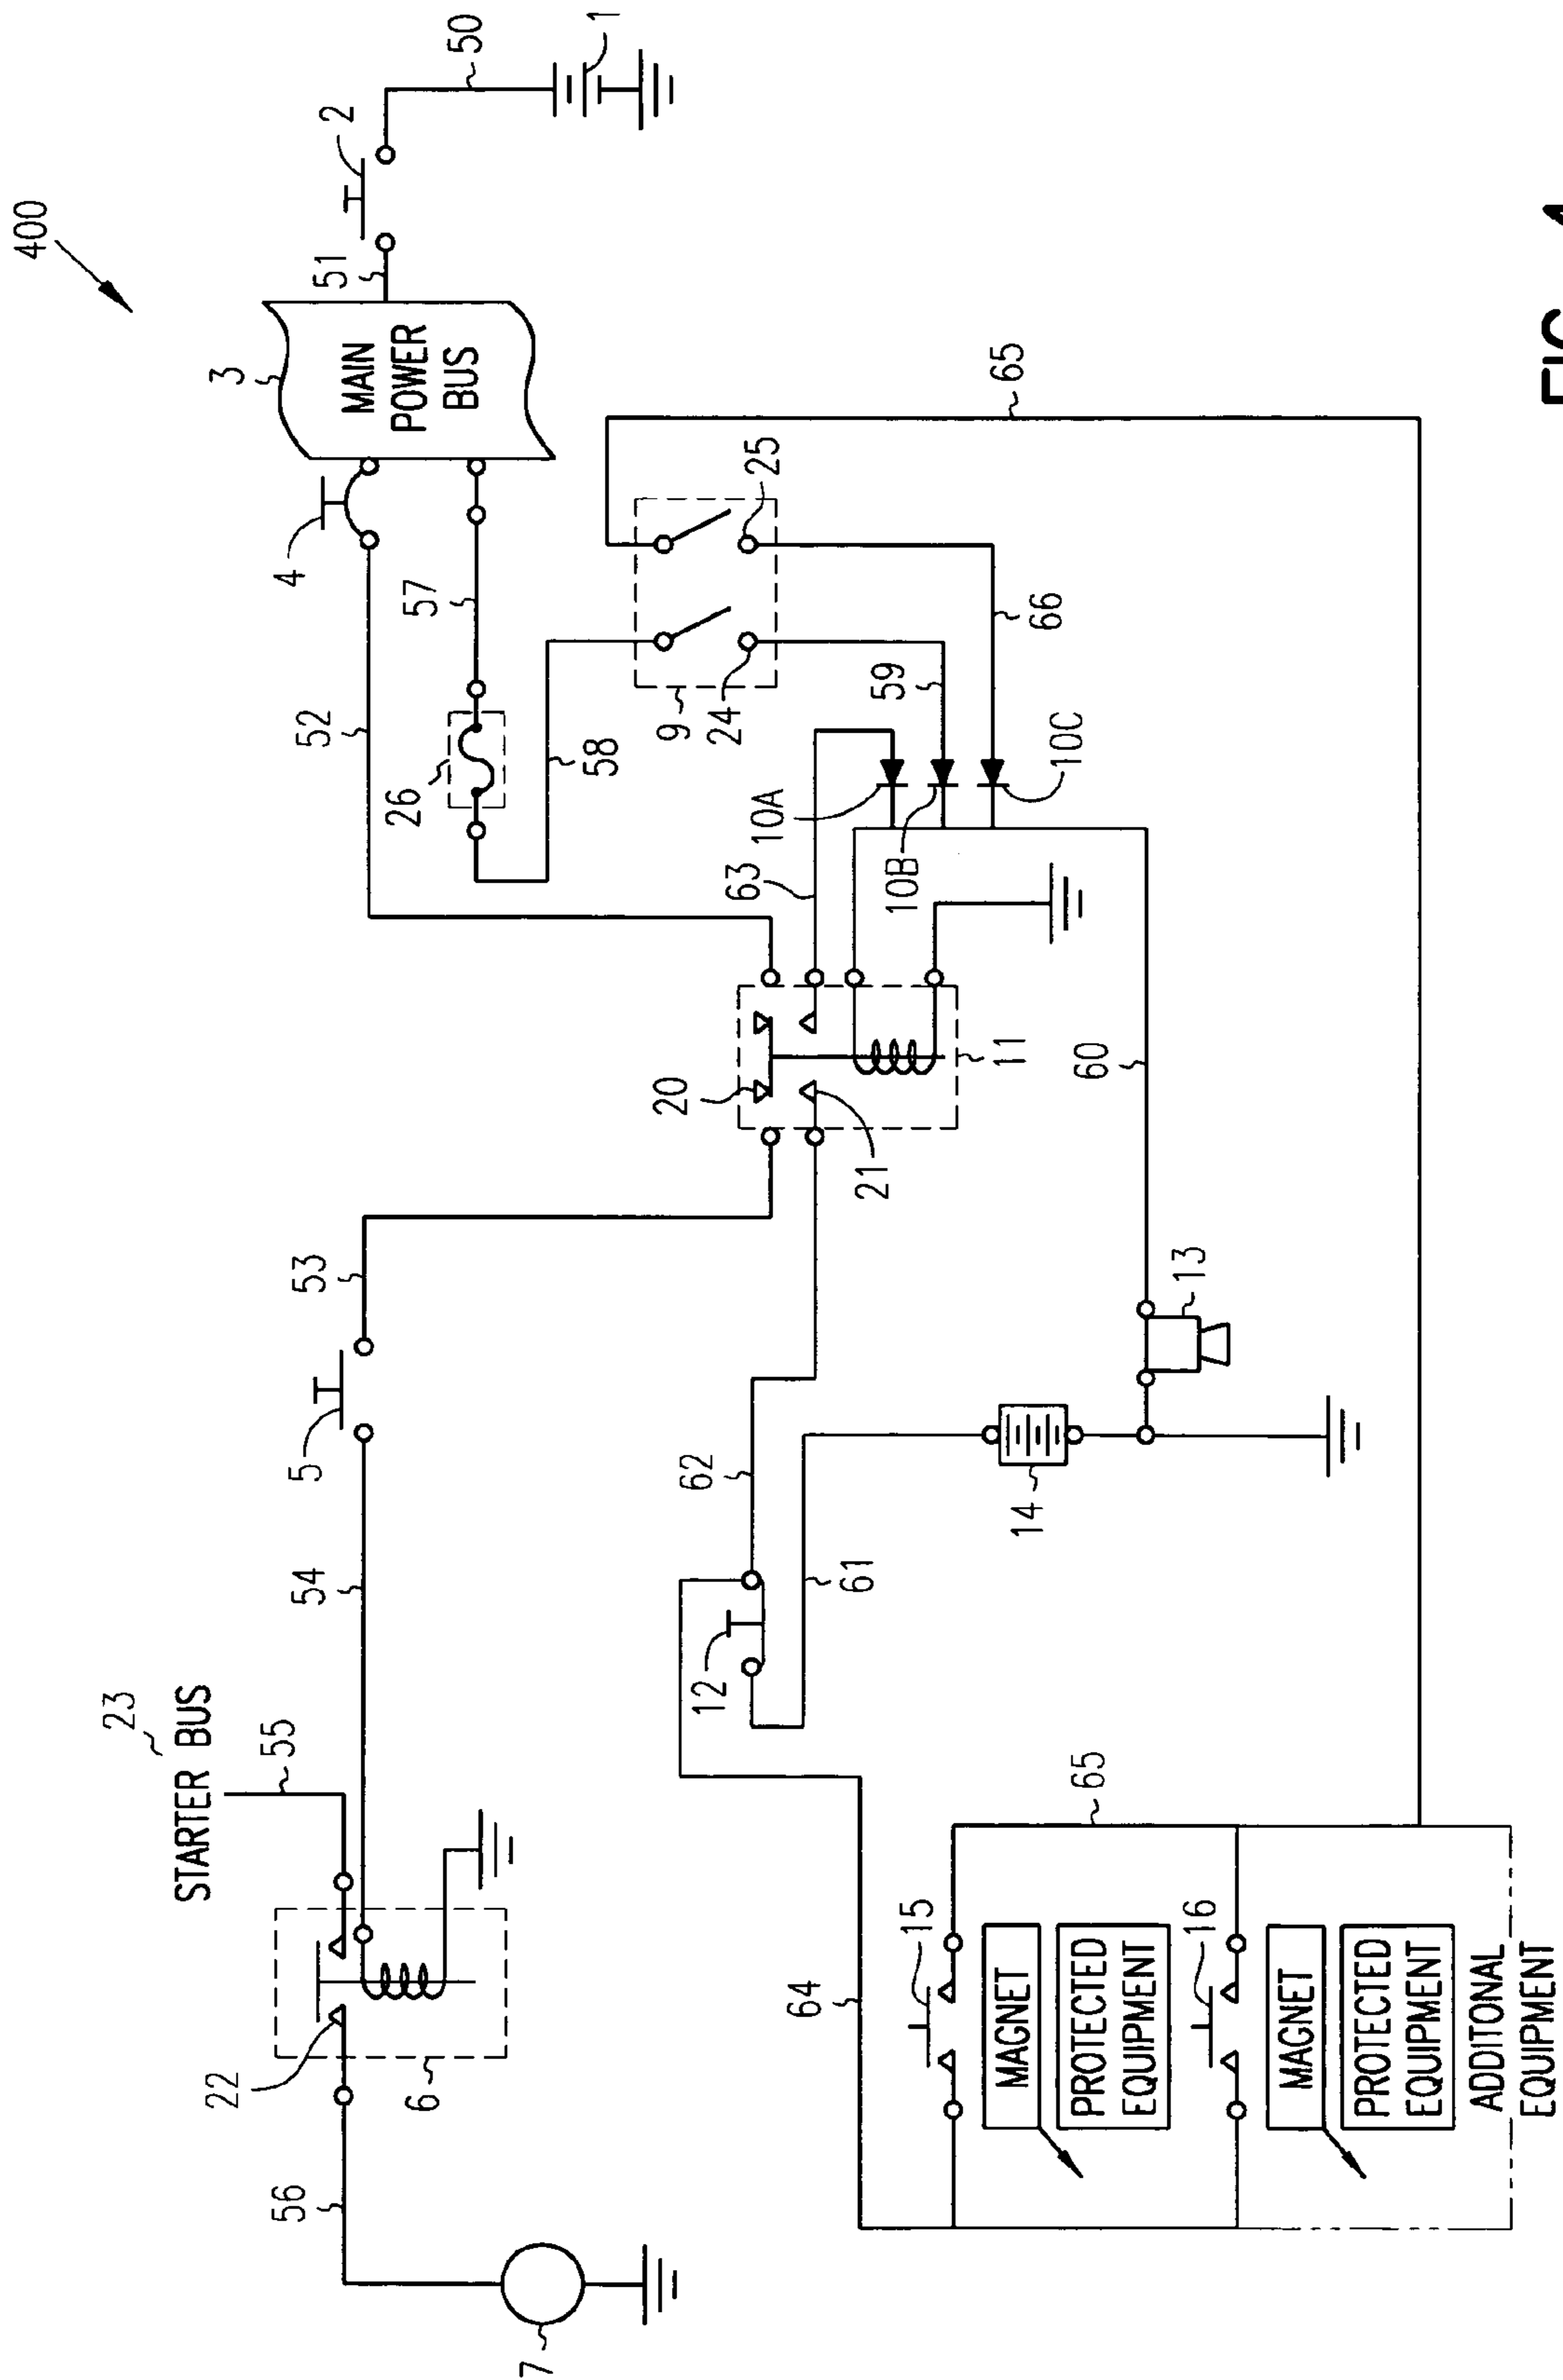 400
23
STARTER BUS
22
3
55
4
56
54
5
53
52
51
2
MAIN
POWER
BUS
6
26
57
50
7
58
1
20
9
12
62
24
63
10A
25
64
61
21
10B
59
15
MAGNET
14
11
66
65
10C
65
60
PROTECTED
EQUIPMENT
16
13
MAGNET
PROTECTED
EQUIPMENT
ADDITONAL
EQUIPMENT
FIG. 4